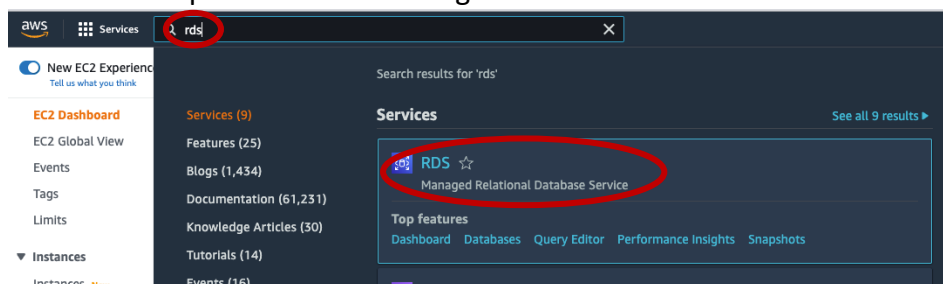 aws
Services
rds
New EC2 Experience
Tell us what you think
EC2 Dashboard
EC2 Global View
Events
Tags
Limits
Instances
Services (9)
Features (25)
Blogs (1,434)
Documentation (61,231)
Knowledge Articles (30)
Tutorials (14)
Events (16)
Search results for 'rds'
Services
See all 9 results
RDS
Managed Relational Database Service
Top features
Dashboard Databases Query Editor Performance Insights Snapshots